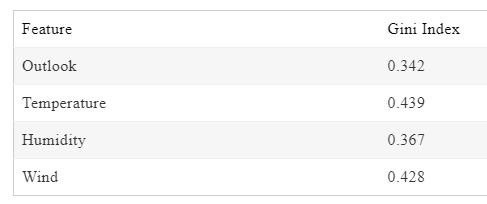 Feature Gini Index
Outlook 0.342
Temperature 0.439
Humidity 0.367
Wind 0.428